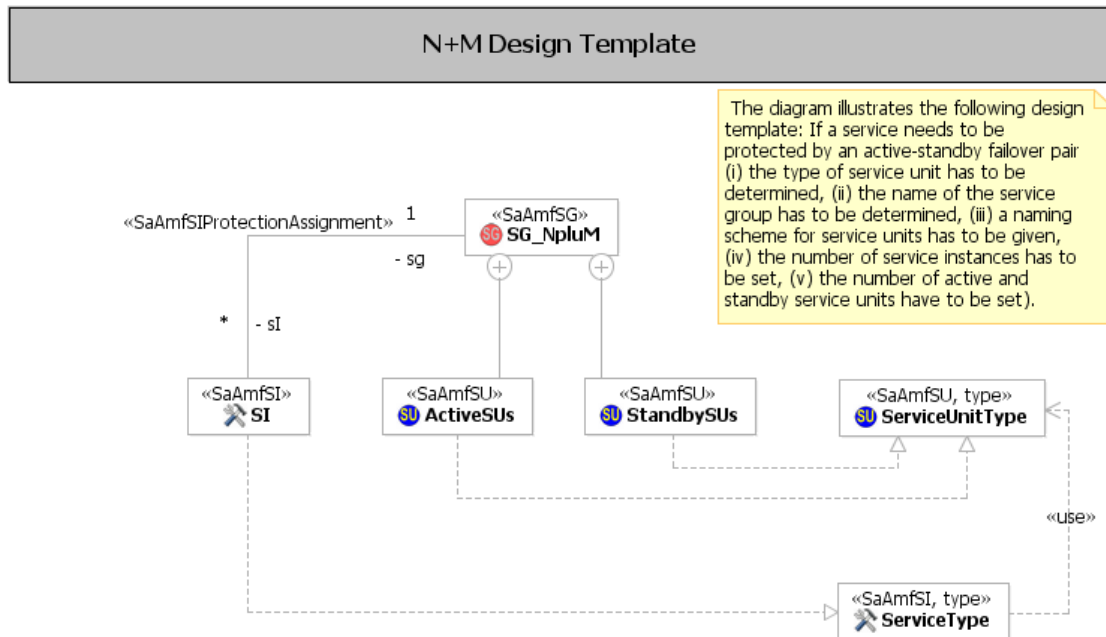 N+M Design Template
The diagram illustrates the following design
template: If a service needs to be
protected by an active-standby failover pair
(i) the type of service unit has to be
determined, (ii) the name of the service
group has to be determined, (iii) a naming
scheme for service units has to be given,
(iv) the number of service instances has to
be set, (v) the number of active and
standby service units have to be set).
«SaAmfSIProtectionAssignment»
1
«SaAmfSG»
SG SG_NpluM
- sg
*
- sI
«SaAmfSI»
SI
«SaAmfSU»
SU ActiveSUs
«SaAmfSU»
SU StandbySUs
«SaAmfSU, type»
SU ServiceUnitType
«use»
«SaAmfSI, type»
ServiceType